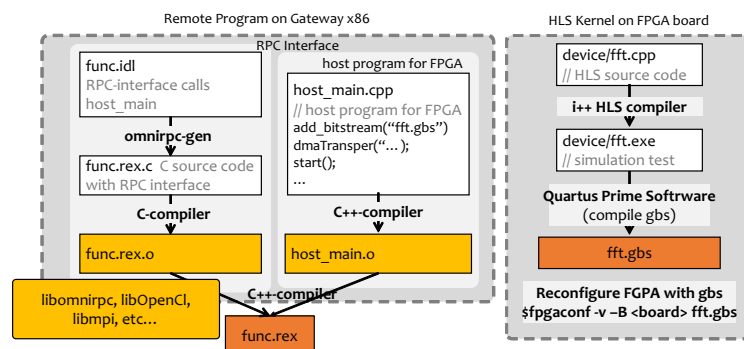 Remote Program on Gateway x86
RPC Interface
func.idl
RPC-interface calls
host_main
omnirpc-gen
func.rex.c C source code
with RPC interface
C-compiler
func.rex.o
host program for FPGA
host_main.cpp
// host program for FPGA
add_bitstream(“fft.gbs”)
dmaTransper(“… );
start();
…
C++-compiler
host_main.o
libomnirpc, libOpenCl,
libmpi, etc…
C++-compiler
func.rex
HLS Kernel on FPGA board
device/fft.cpp
// HLS source code
i++ HLS compiler
device/fft.exe
// simulation test
Quartus Prime Softrware
(compile gbs)
fft.gbs
Reconfigure FGPA with gbs
$fpgaconf -v –B <board> fft.gbs